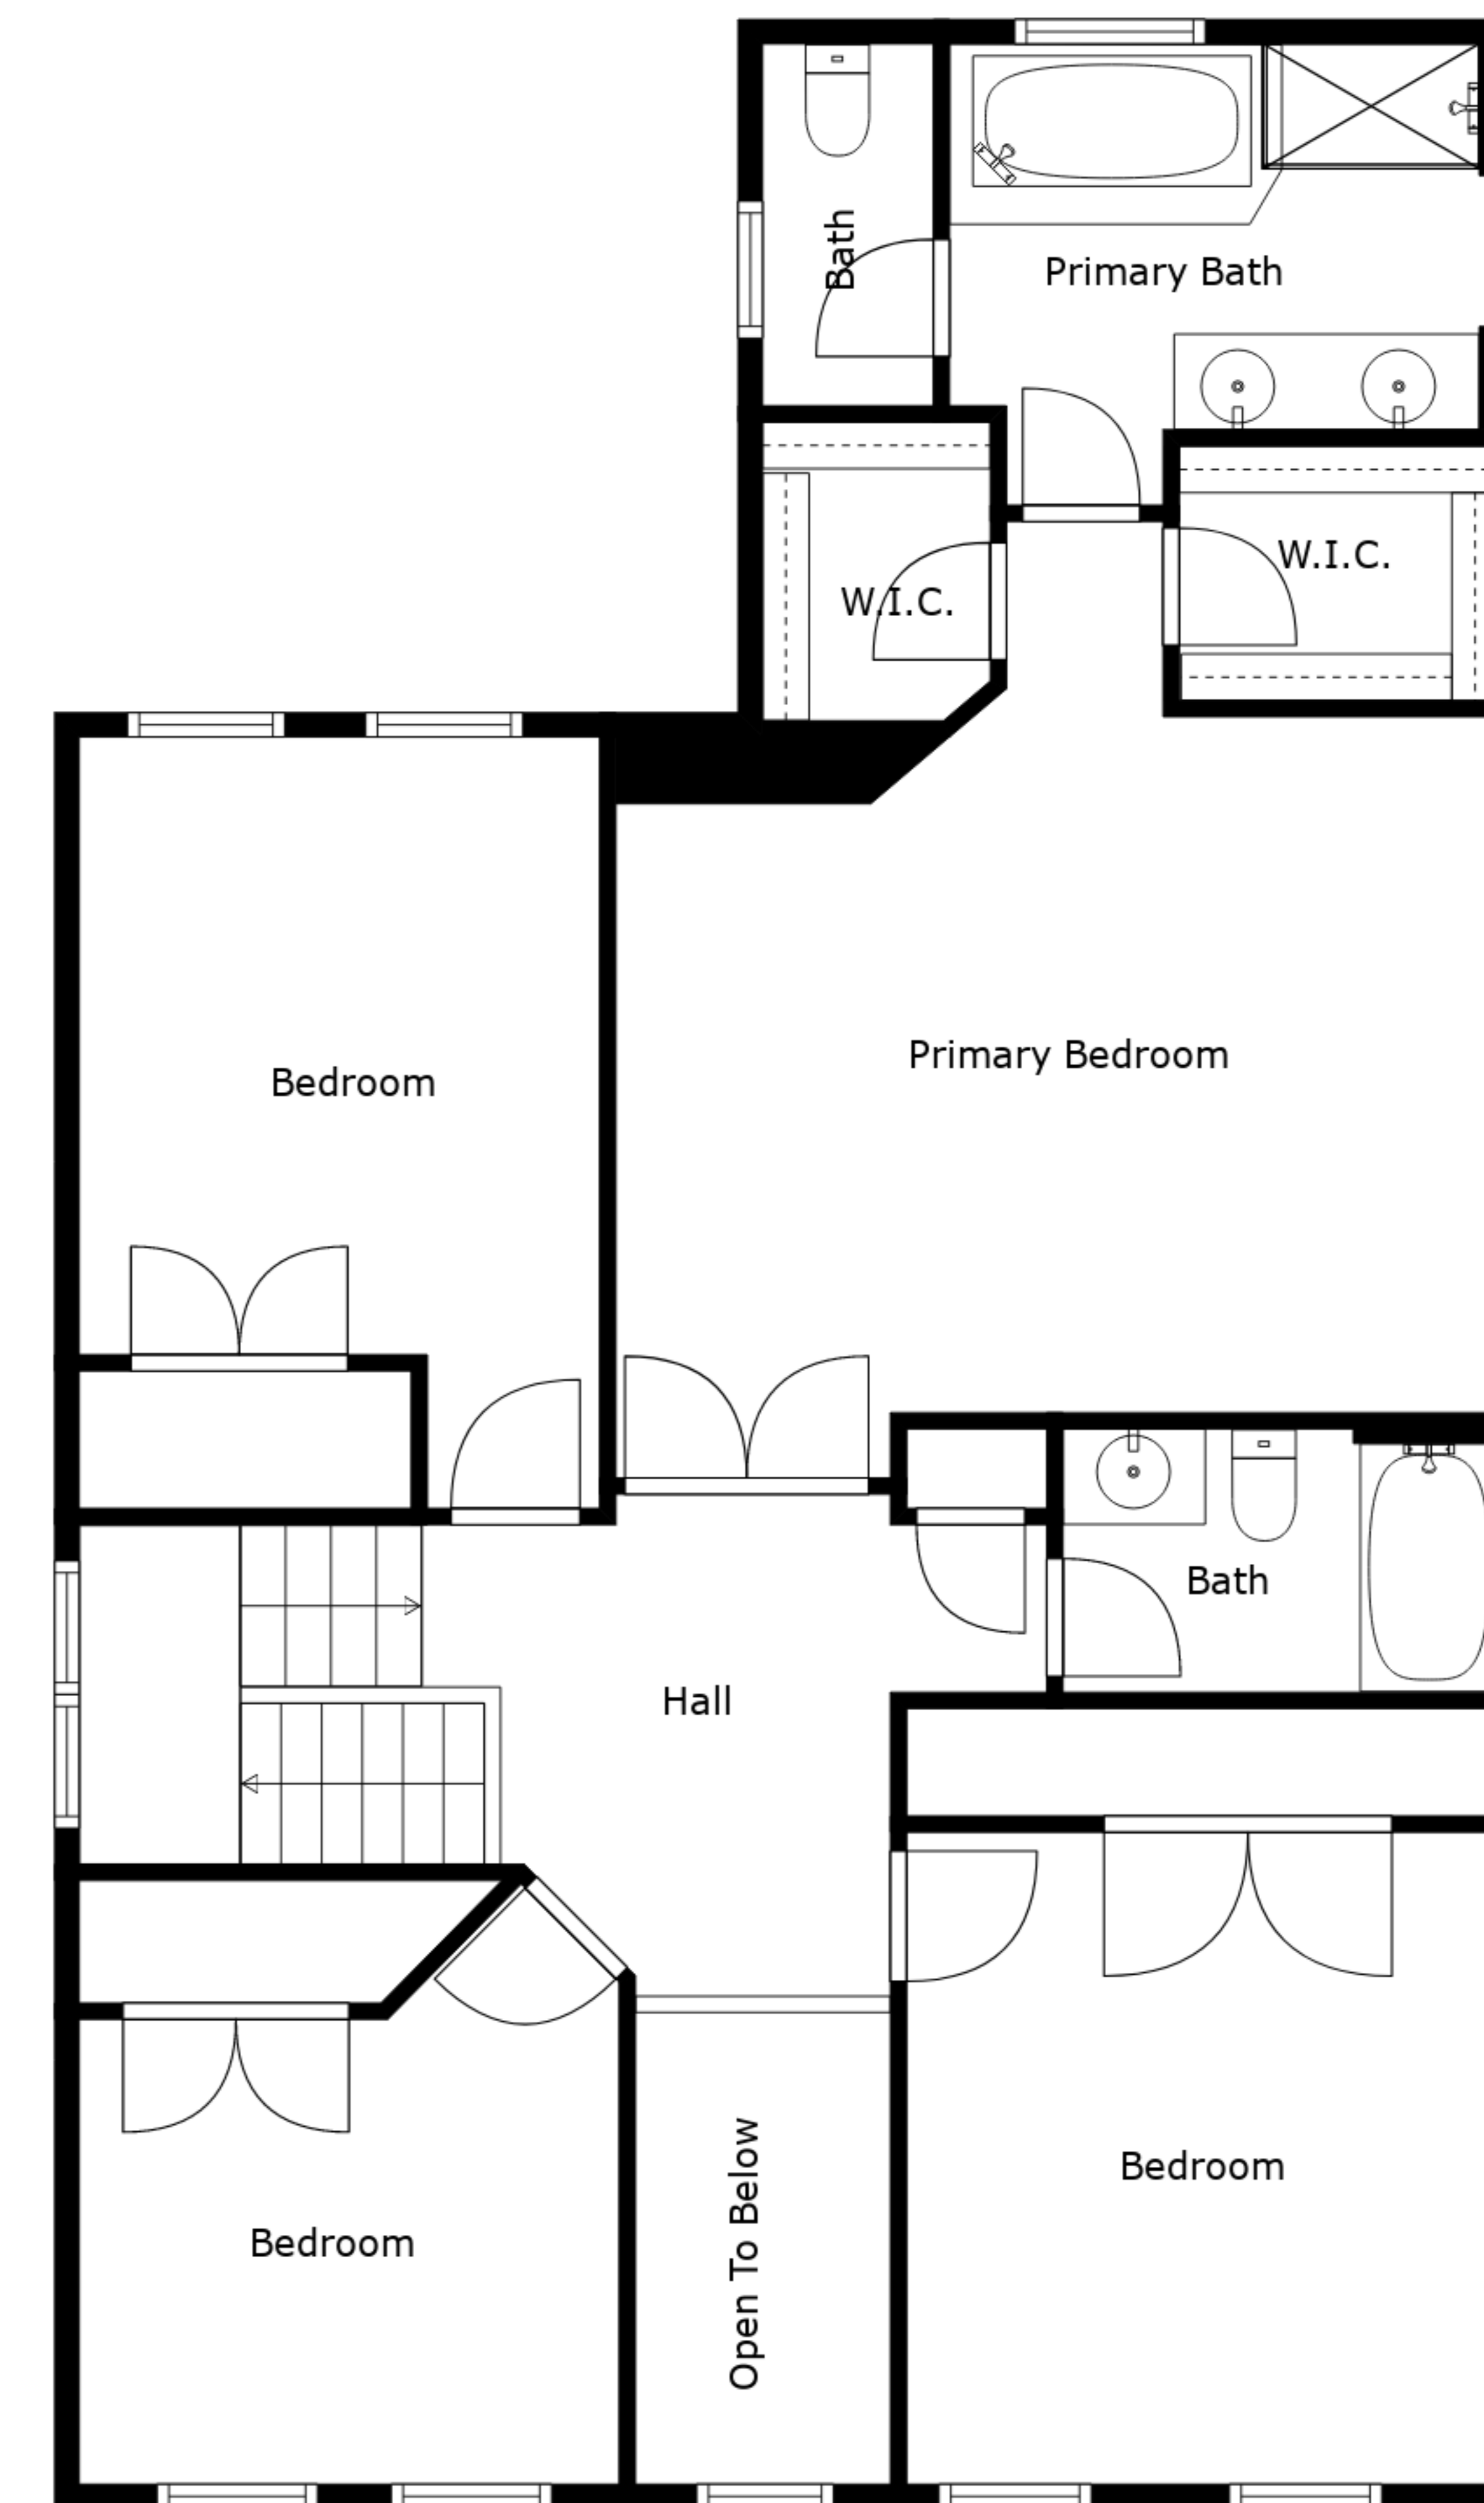 Bath
Primary Bath
W.I.C.
W.I.C.
Primary Bedroom
Bedroom
Bath
Hall
Bedroom
Bedroom
Open To Below